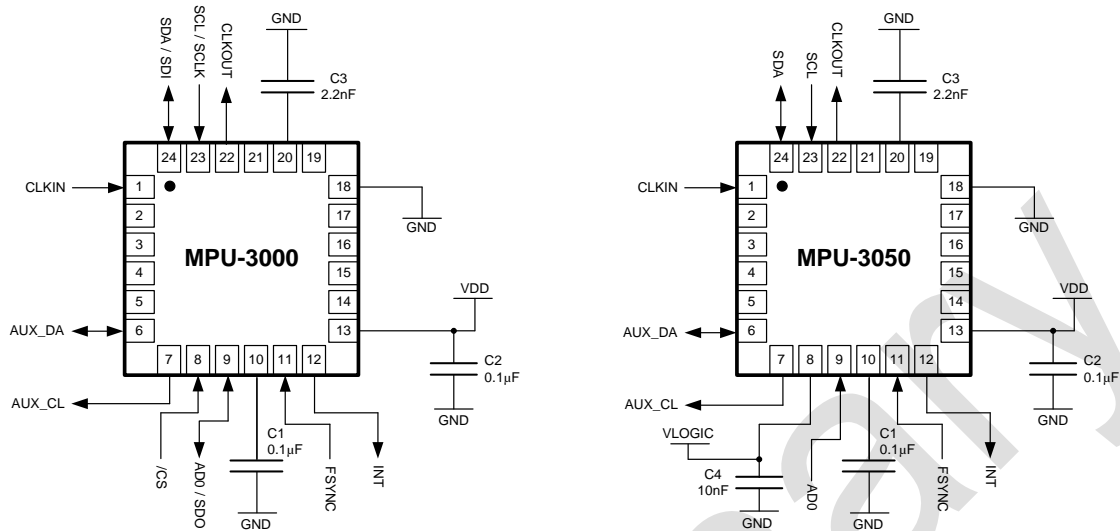 SDA / SDI
SCL / SCLK
CLKOUT
GND
C3
2.2nF
24 23 22 21 20 19
CLKIN
1
2
3
4
5
6
18
17
16
15
14
13
MPU-3000
GND
VDD
AUX_DA
7 8 9 10 11 12
C2
0.1µF
GND
AUX_CL
/CS
AD0 / SDO
C1
0.1µF
GND
FSYNC
INT
SDA
SCL
CLKOUT
GND
C3
2.2nF
24 23 22 21 20 19
CLKIN
1
2
3
4
5
6
18
17
16
15
14
13
MPU-3050
GND
VDD
AUX_DA
7 8 9 10 11 12
C2
0.1µF
GND
AUX_CL
VLOGIC
C4
10nF
GND
AD0
C1
0.1µF
GND
FSYNC
INT